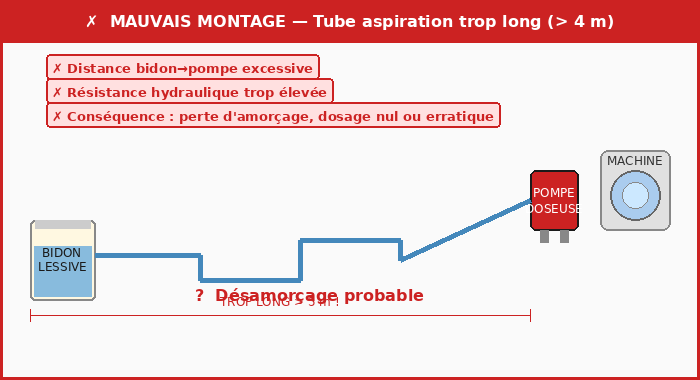 ✗ MAUVAIS MONTAGE — Tube aspiration trop long (> 4 m)
✗ Distance bidon→pompe excessive
✗ Résistance hydraulique trop élevée
✗ Conséquence : perte d'amorçage, dosage nul ou erratique
MACHINE
POMPE
DOSEUSE
BIDON
LESSIVE
? Désamorçage probable
TROP LONG >